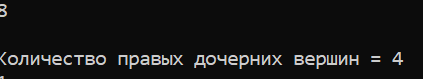 8
Количество правых дочерних вершин = 4